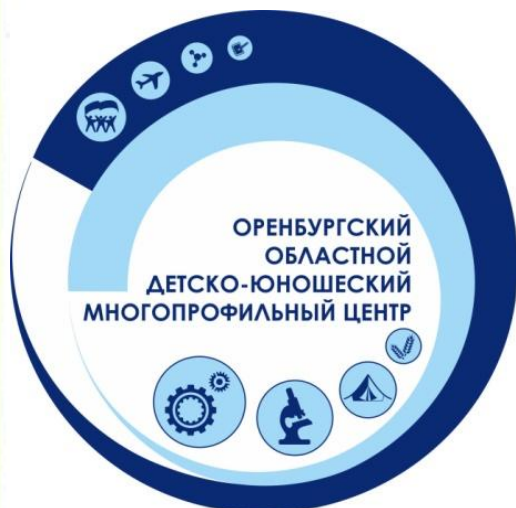 ОРЕНБУРГСКИЙ
ОБЛАСТНОЙ
ДЕТСКО-ЮНОШЕСКИЙ
МНОГОПРОФИЛЬНЫЙ ЦЕНТР